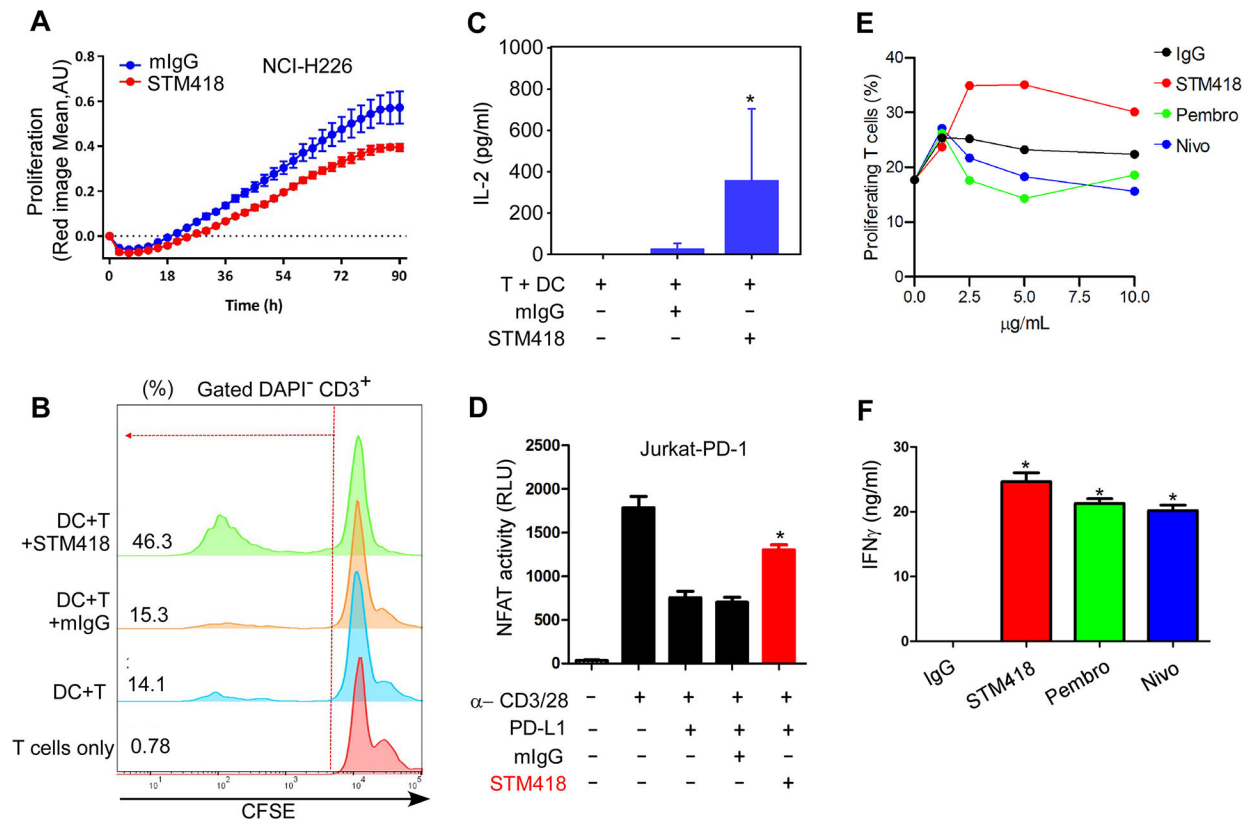 A
mIgG
STM418
NCI-H226
Proliferation
(Red image Mean,AU)
0.8
0.6
0.4
0.2
0.0
0 18 36 54 72 90
Time (h)
B
(%) Gated DAPI⁻ CD3⁺
DC+T
+STM418 46.3
DC+T
+mIgG 15.3
:
DC+T 14.1
T cells only 0.78
10¹ 10² 10³ 10⁴ 10⁵
CFSE
C
IL-2 (pg/ml)
1000
800
600
400
200
0
*
T + DC + + +
mIgG – + –
STM418 – – +
D
Jurkat-PD-1
NFAT activity (RLU)
2500
2000
1500
1000
500
0
*
α– CD3/28 – + + + +
PD-L1 – – + + +
mIgG – – – + –
STM418 – – – – +
E
IgG
STM418
Pembro
Nivo
Proliferating T cells (%)
40
30
20
10
0
0.0 2.5 5.0 7.5 10.0
µg/mL
F
IFNγ (ng/ml)
30
20
10
0
* * *
IgG STM418 Pembro Nivo